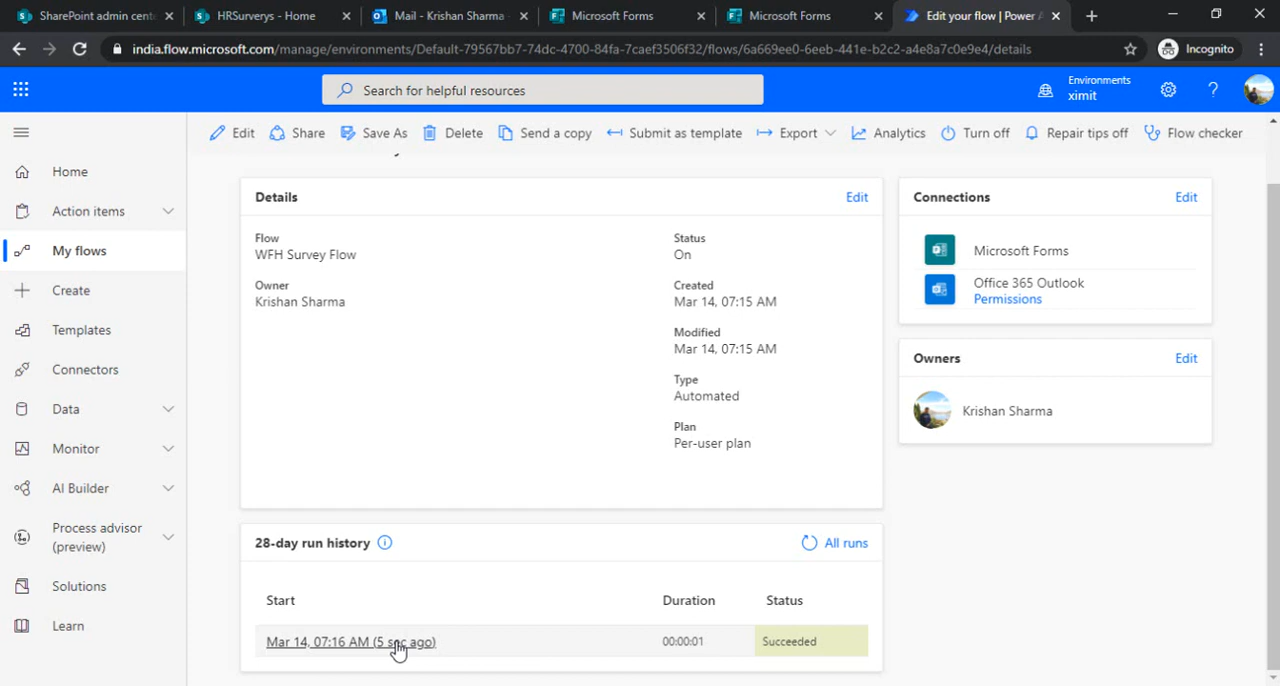 SharePoint admin cent
HRSurverys - Home
Mail - Krishan Sharma -
Microsoft Forms
Microsoft Forms
Edit your flow | Power A
india.flow.microsoft.com/manage/environments/Default-79567bb7-74dc-4700-84fa-7caef3506f32/flows/6a669ee0-6eeb-441e-b2c2-a4e8a7c0e9e4/details
Incognito
Search for helpful resources
Environments
ximit
Edit
Share
Save As
Delete
Send a copy
Submit as template
Export
Analytics
Turn off
Repair tips off
Flow checker
Home
Action items
My flows
Create
Templates
Connectors
Data
Monitor
AI Builder
Process advisor
(preview)
Solutions
Learn
Details
Edit
Flow
WFH Survey Flow
Owner
Krishan Sharma
Status
On
Created
Mar 14, 07:15 AM
Modified
Mar 14, 07:15 AM
Type
Automated
Plan
Per-user plan
Connections
Edit
Microsoft Forms
Office 365 Outlook
Permissions
Owners
Edit
Krishan Sharma
28-day run history
All runs
Start
Duration
Status
Mar 14, 07:16 AM (5 sec ago)
00:00:01
Succeeded